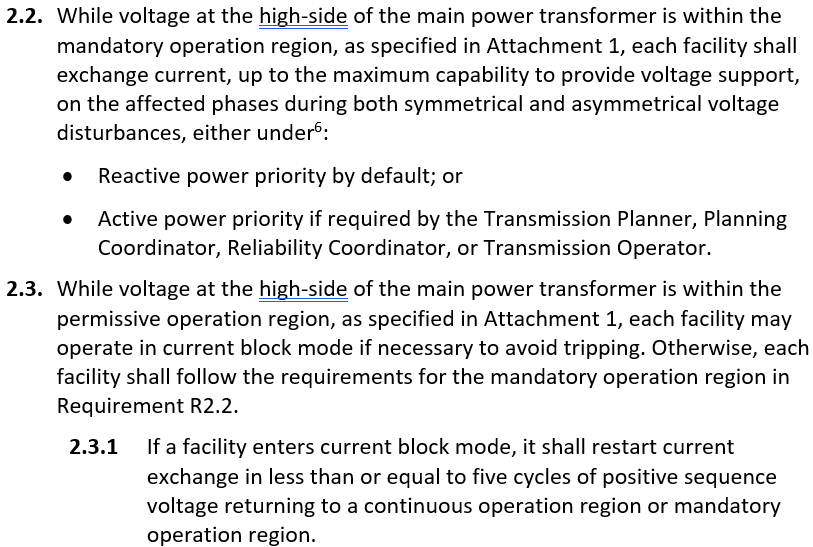 2.2. While voltage at the high-side of the main power transformer is within the
mandatory operation region, as specified in Attachment 1, each facility shall
exchange current, up to the maximum capability to provide voltage support,
on the affected phases during both symmetrical and asymmetrical voltage
disturbances, either under⁶:
• Reactive power priority by default; or
• Active power priority if required by the Transmission Planner, Planning
Coordinator, Reliability Coordinator, or Transmission Operator.
2.3. While voltage at the high-side of the main power transformer is within the
permissive operation region, as specified in Attachment 1, each facility may
operate in current block mode if necessary to avoid tripping. Otherwise, each
facility shall follow the requirements for the mandatory operation region in
Requirement R2.2.
2.3.1 If a facility enters current block mode, it shall restart current
exchange in less than or equal to five cycles of positive sequence
voltage returning to a continuous operation region or mandatory
operation region.